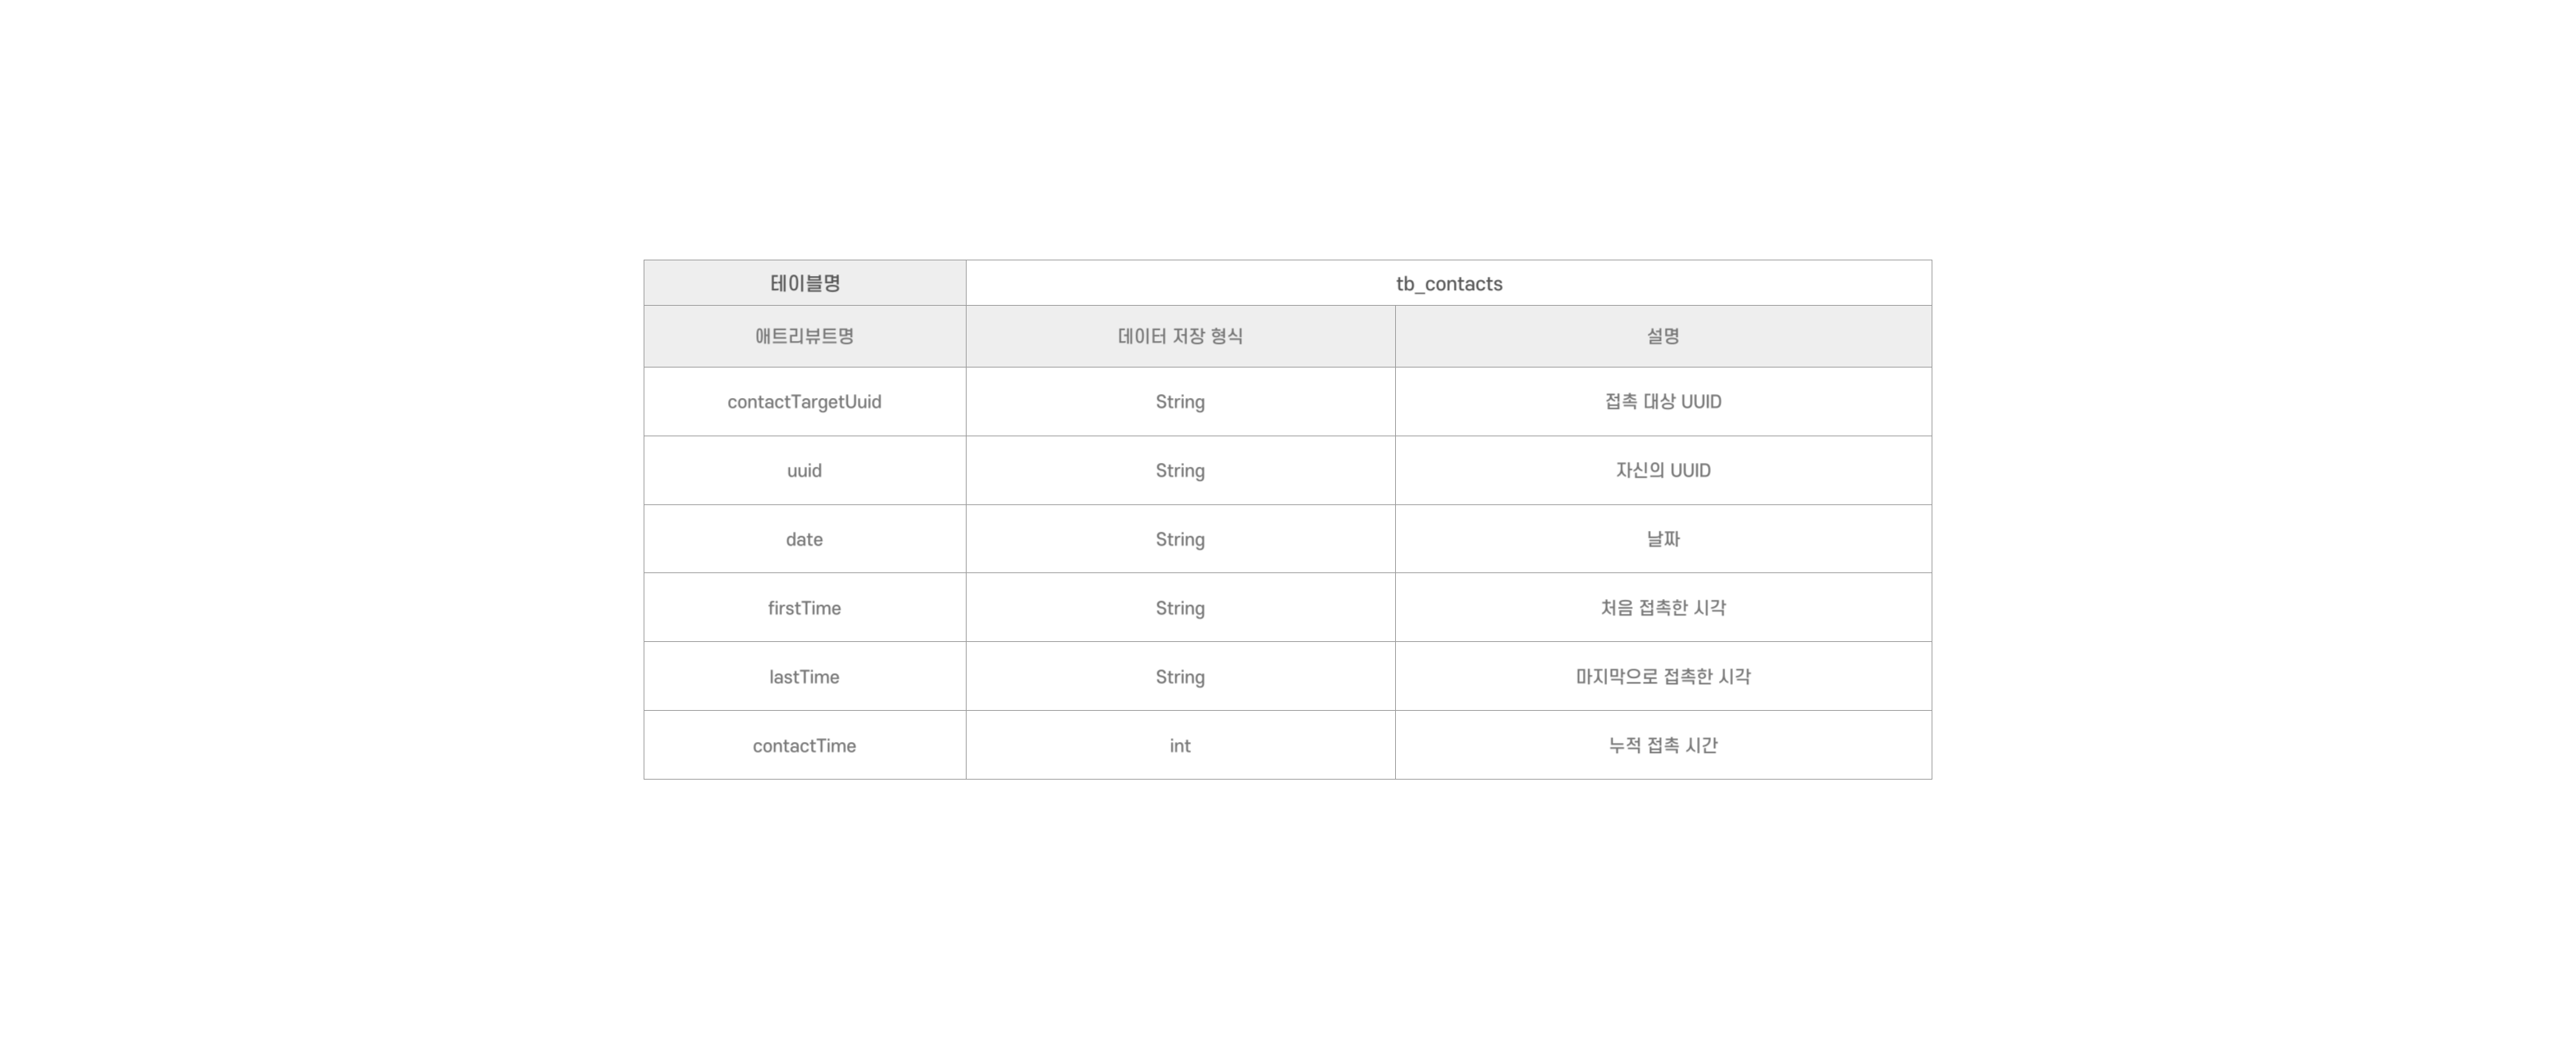 테이블명 tb_contacts
애트리뷰트명 데이터 저장 형식 설명
contactTargetUuid String 접촉 대상 UUID
uuid String 자신의 UUID
date String 날짜
firstTime String 처음 접촉한 시각
lastTime String 마지막으로 접촉한 시각
contactTime int 누적 접촉 시간